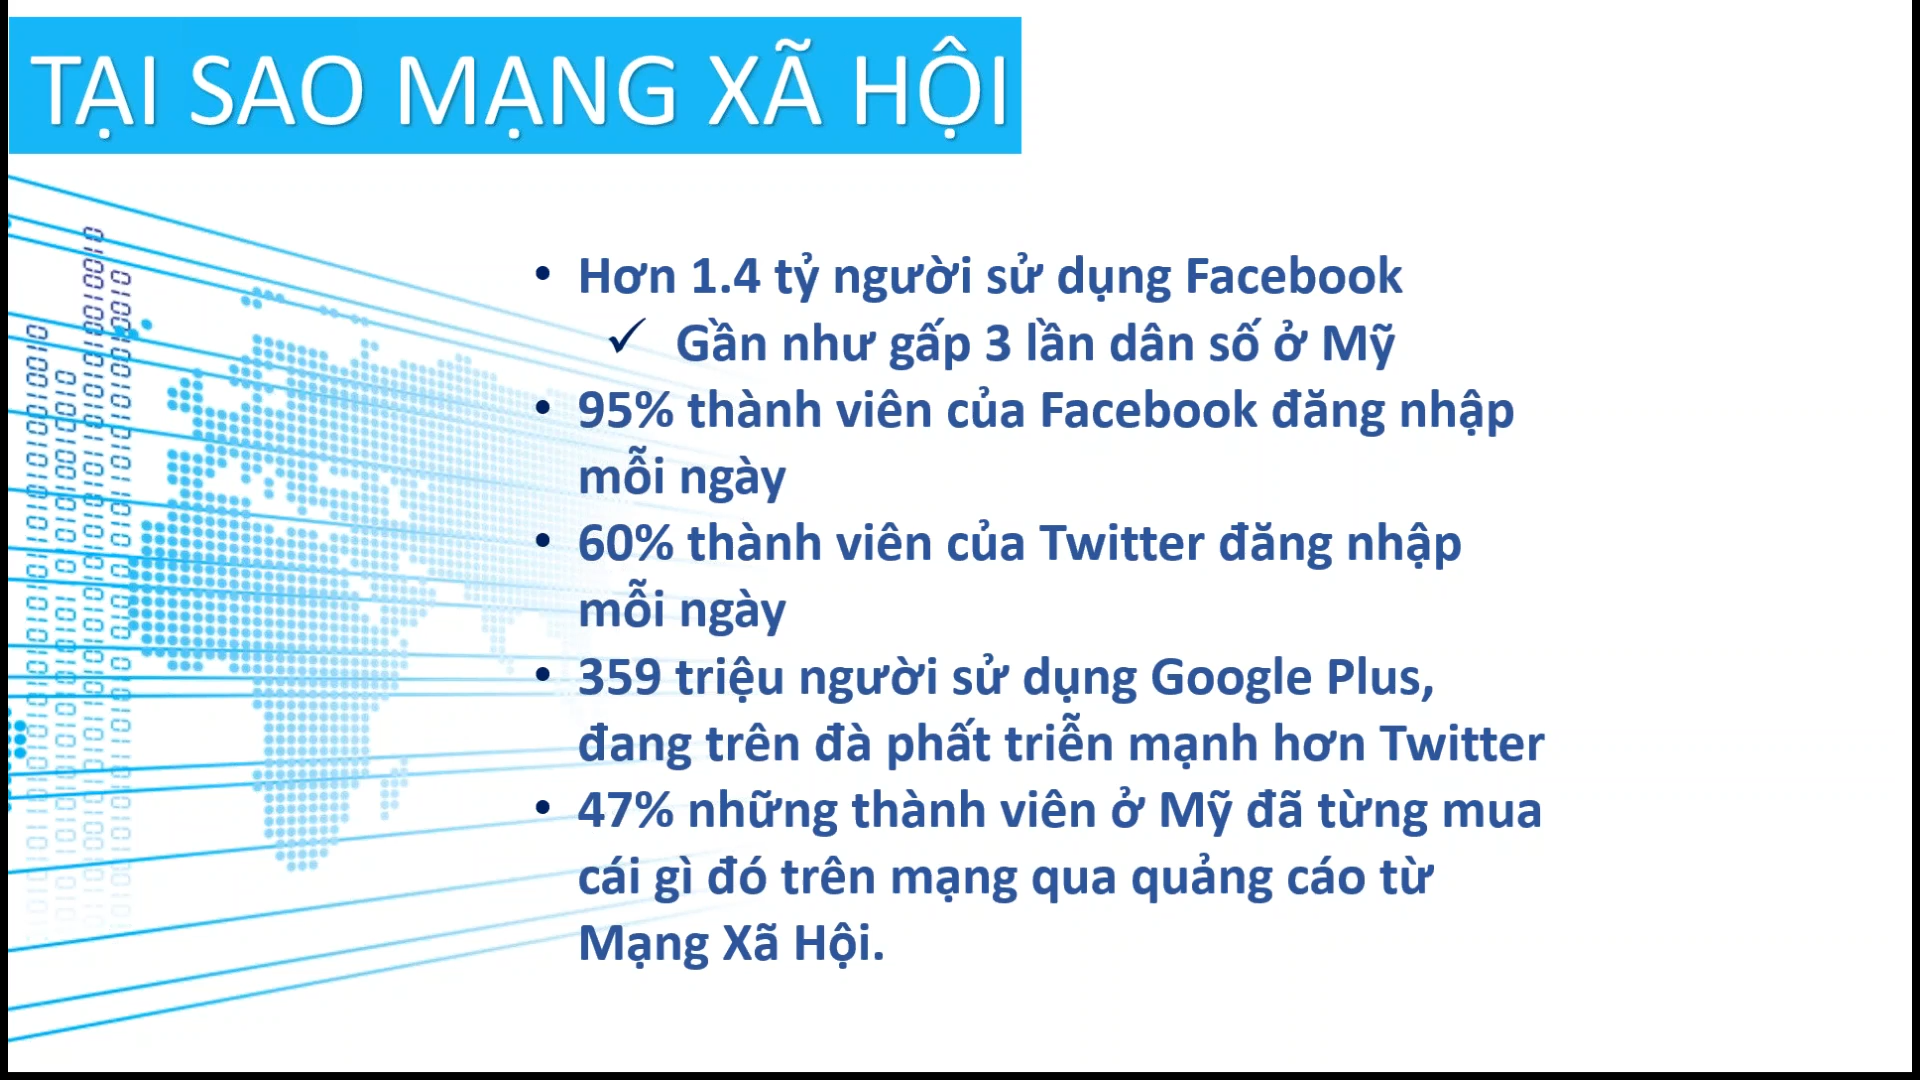 TẠI SAO MẠNG XÃ HỘI
• Hơn 1.4 tỷ người sử dụng Facebook
✓ Gần như gấp 3 lần dân số ở Mỹ
• 95% thành viên của Facebook đăng nhập
mỗi ngày
• 60% thành viên của Twitter đăng nhập
mỗi ngày
• 359 triệu người sử dụng Google Plus,
đang trên đà phất triễn mạnh hơn Twitter
• 47% những thành viên ở Mỹ đã từng mua
cái gì đó trên mạng qua quảng cáo từ
Mạng Xã Hội.